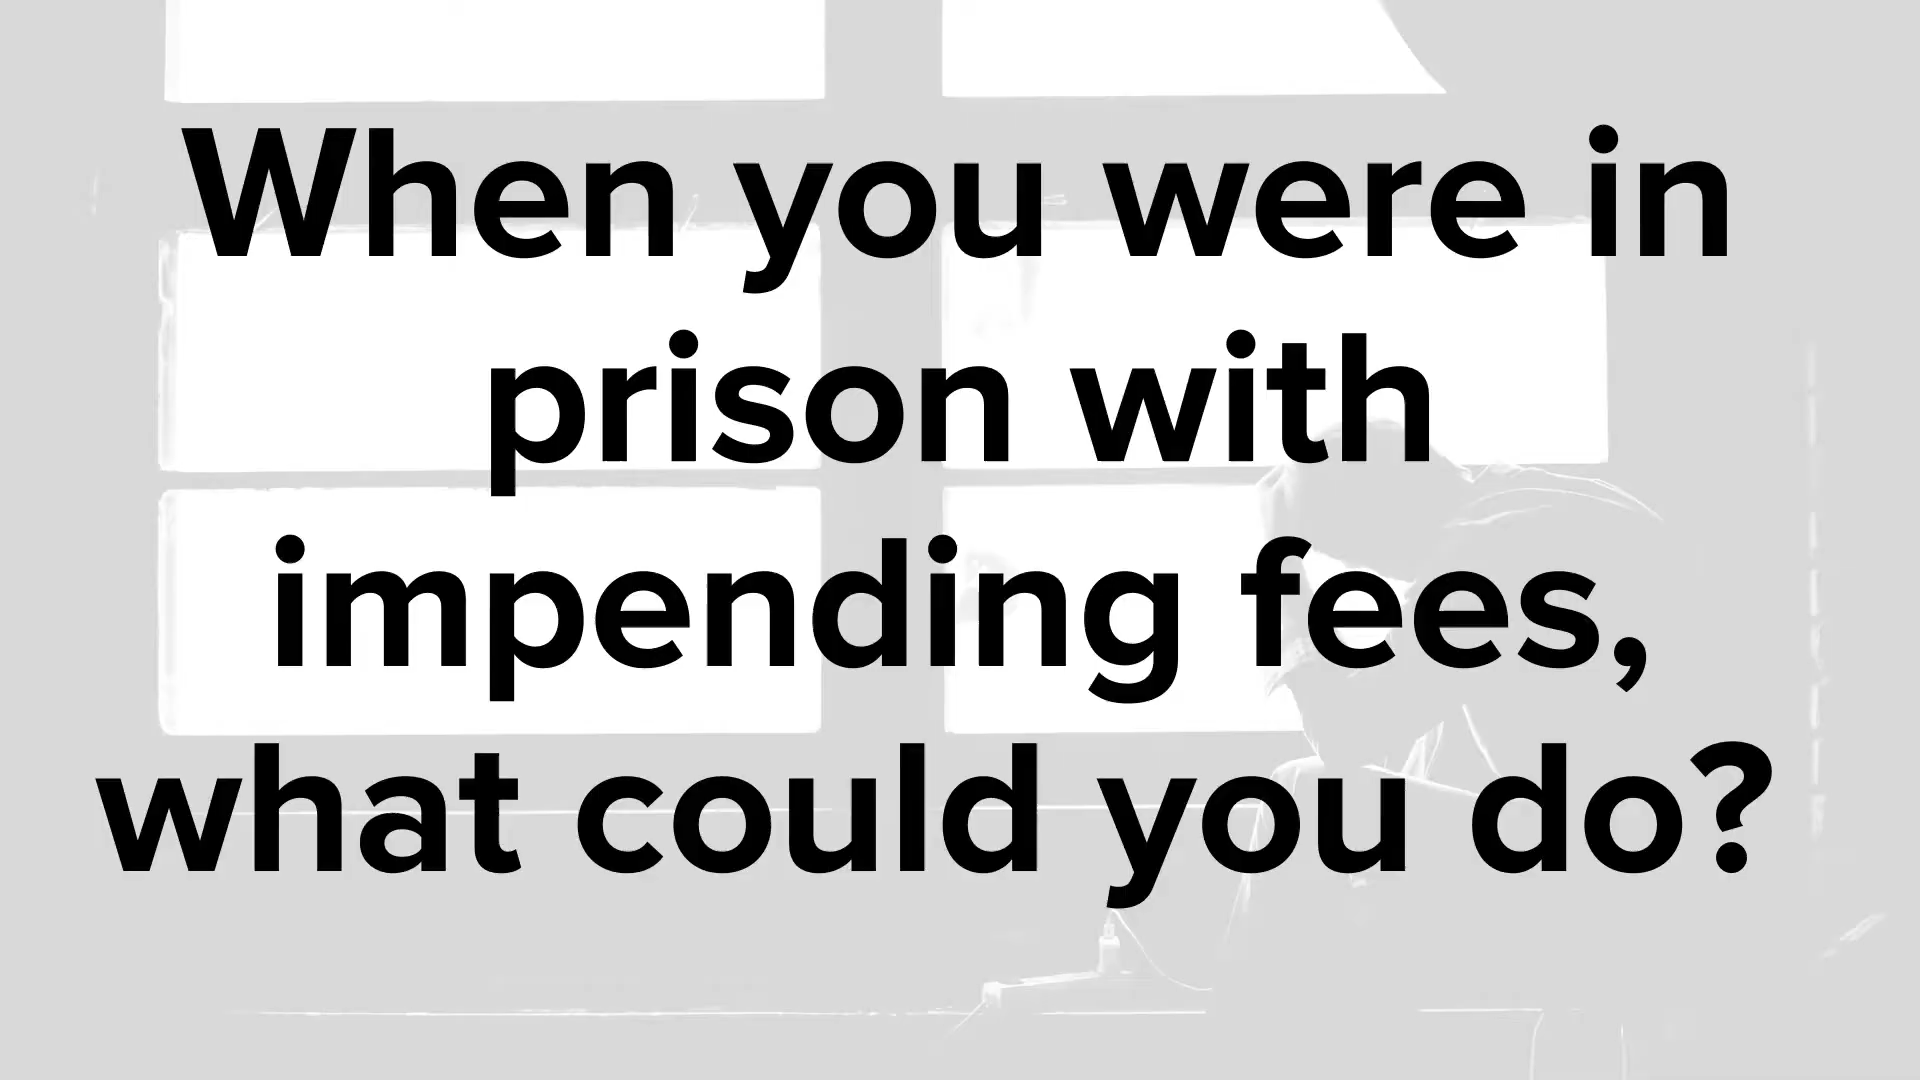 When you were in
prison with
impending fees,
what could you do?